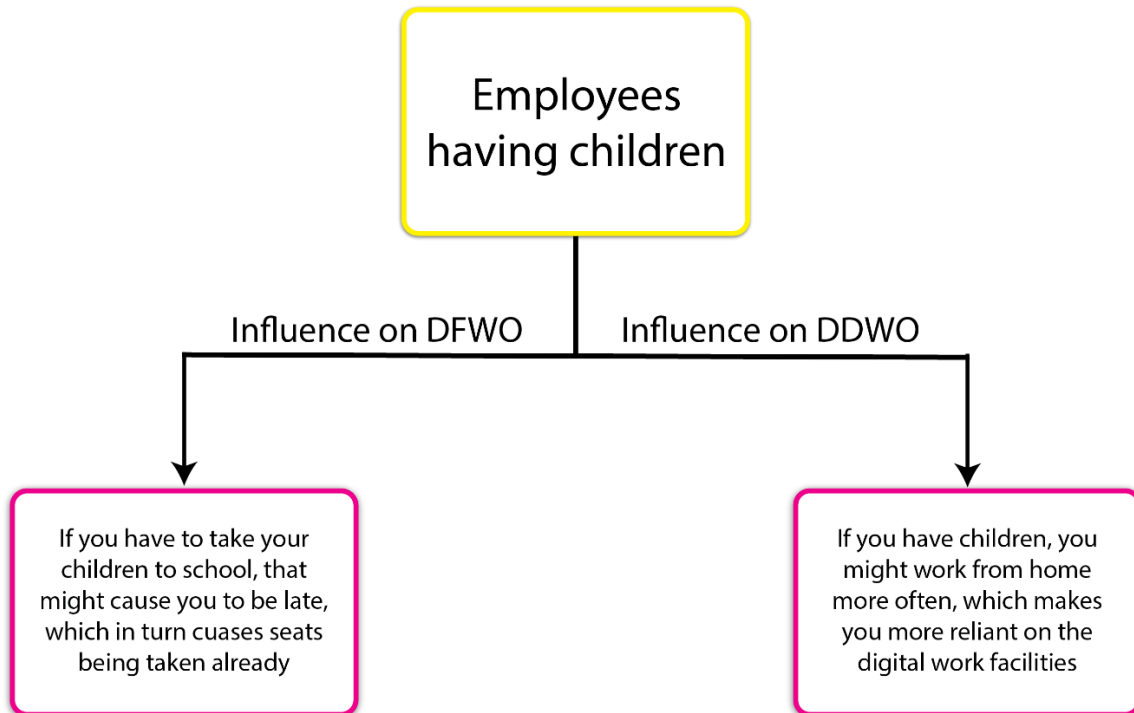 Employees
having children
Influence on DFWO
Influence on DDWO
If you have to take your
children to school, that
might cause you to be late,
which in turn cuases seats
being taken already
If you have children, you
might work from home
more often, which makes
you more reliant on the
digital work facilities